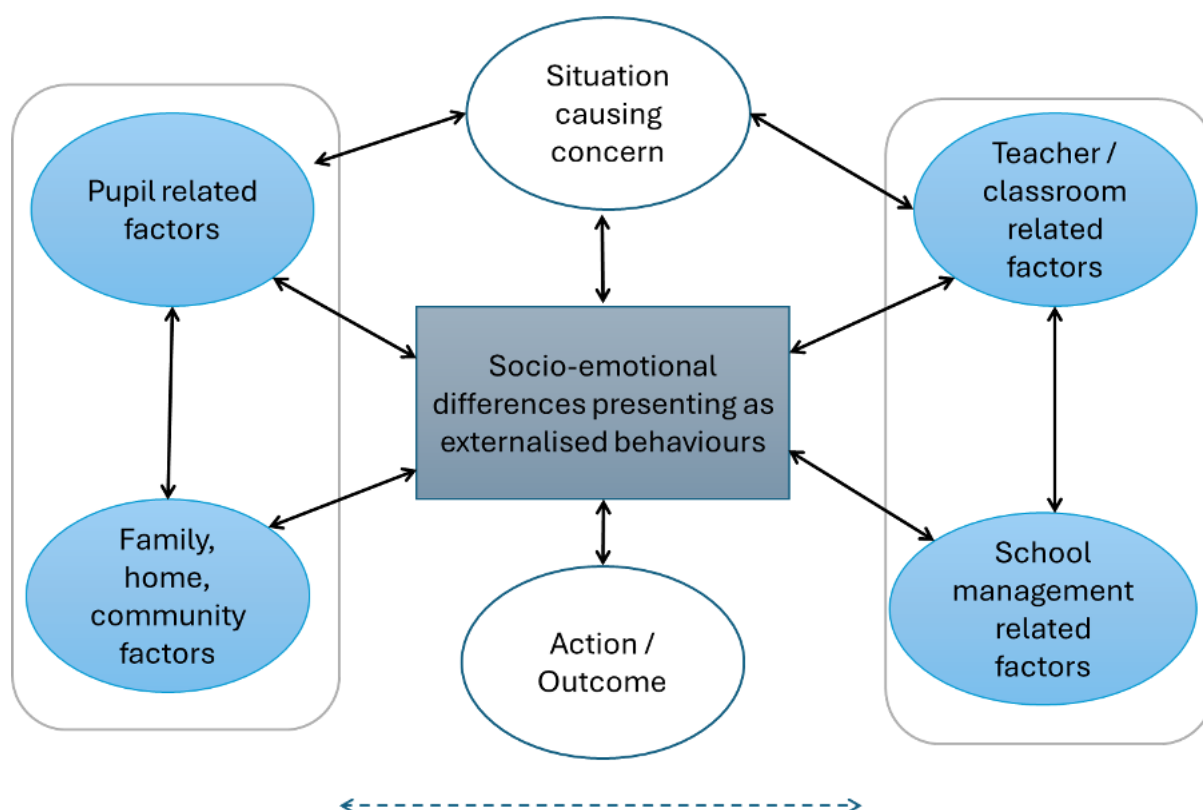 Situation
causing
concern
Pupil related
factors
Teacher /
classroom
related
factors
Socio-emotional
differences presenting as
externalised behaviours
Family,
home,
community
factors
School
management
related
factors
Action /
Outcome